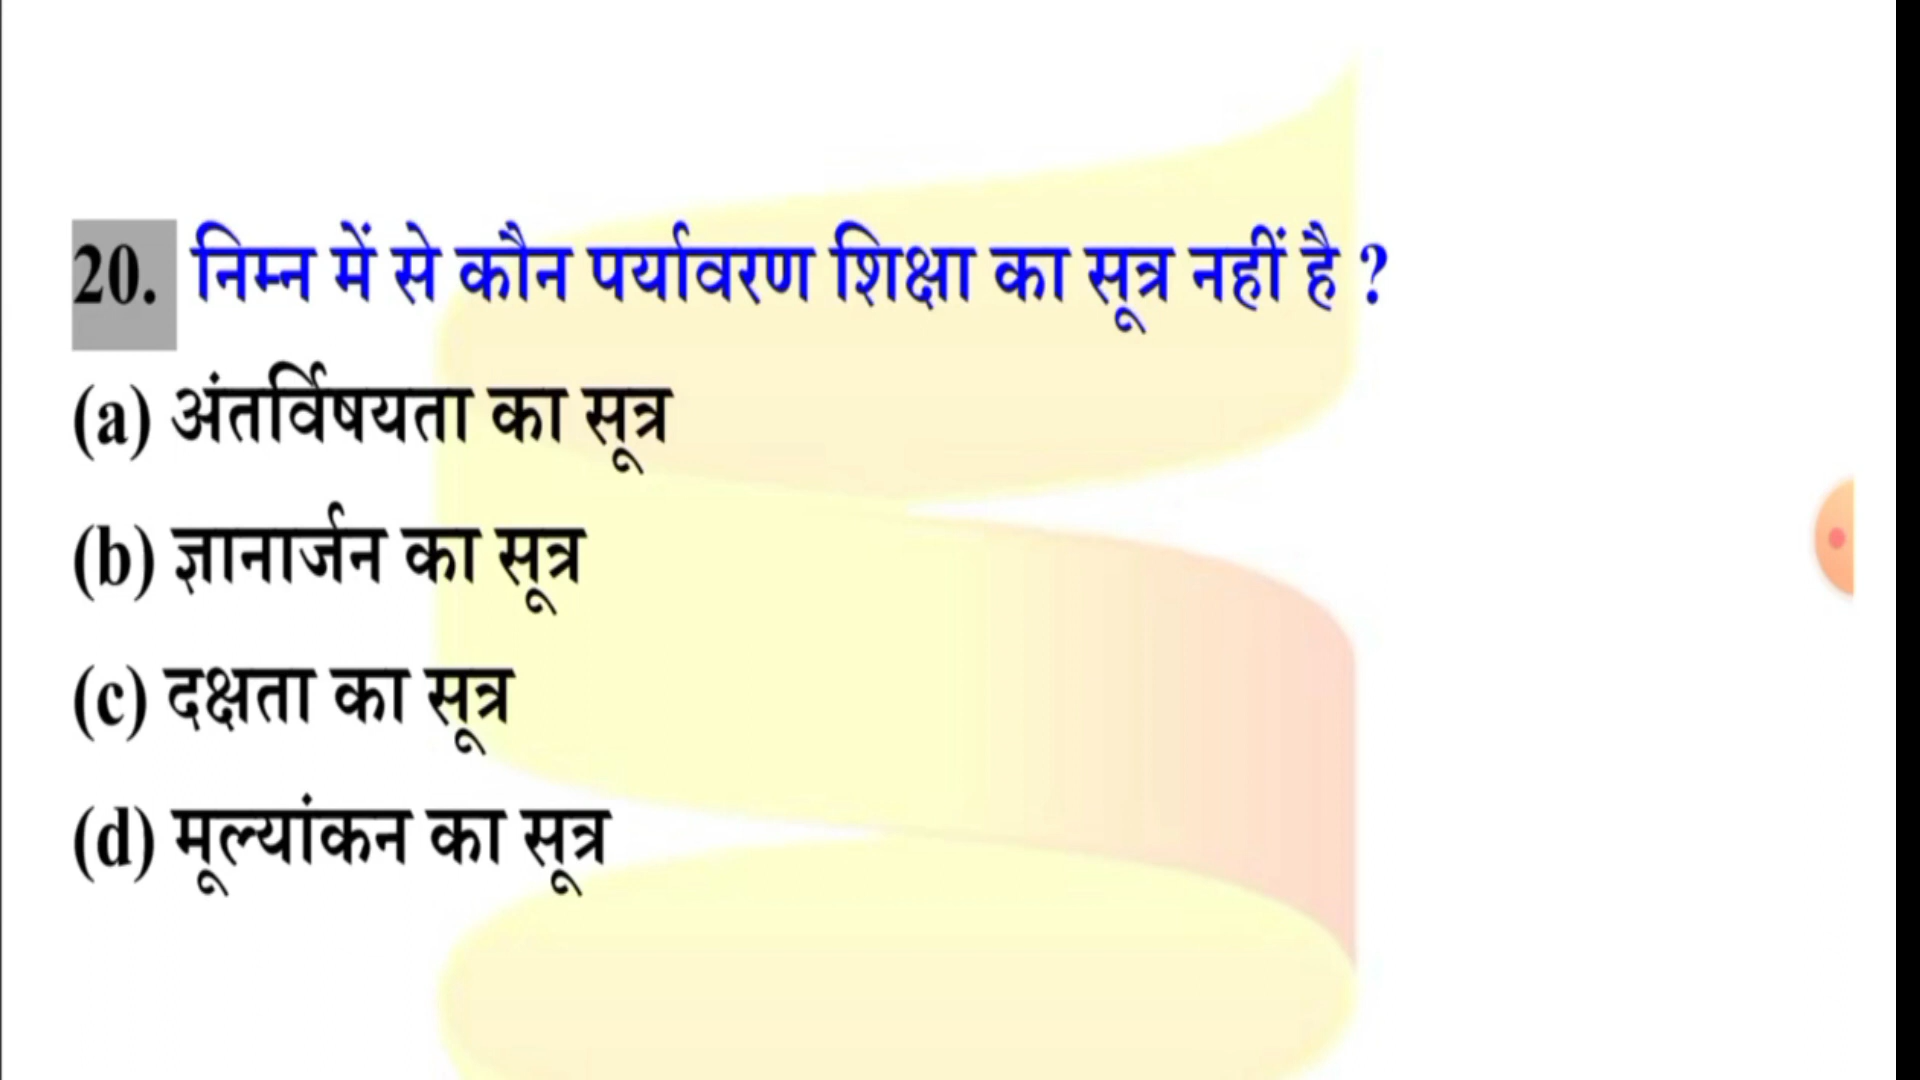 20. निम्न में से कौन पर्यावरण शिक्षा का सूत्र नहीं है ?
(a) अंतर्विषयता का सूत्र
(b) ज्ञानार्जन का सूत्र
(c) दक्षता का सूत्र
(d) मूल्यांकन का सूत्र